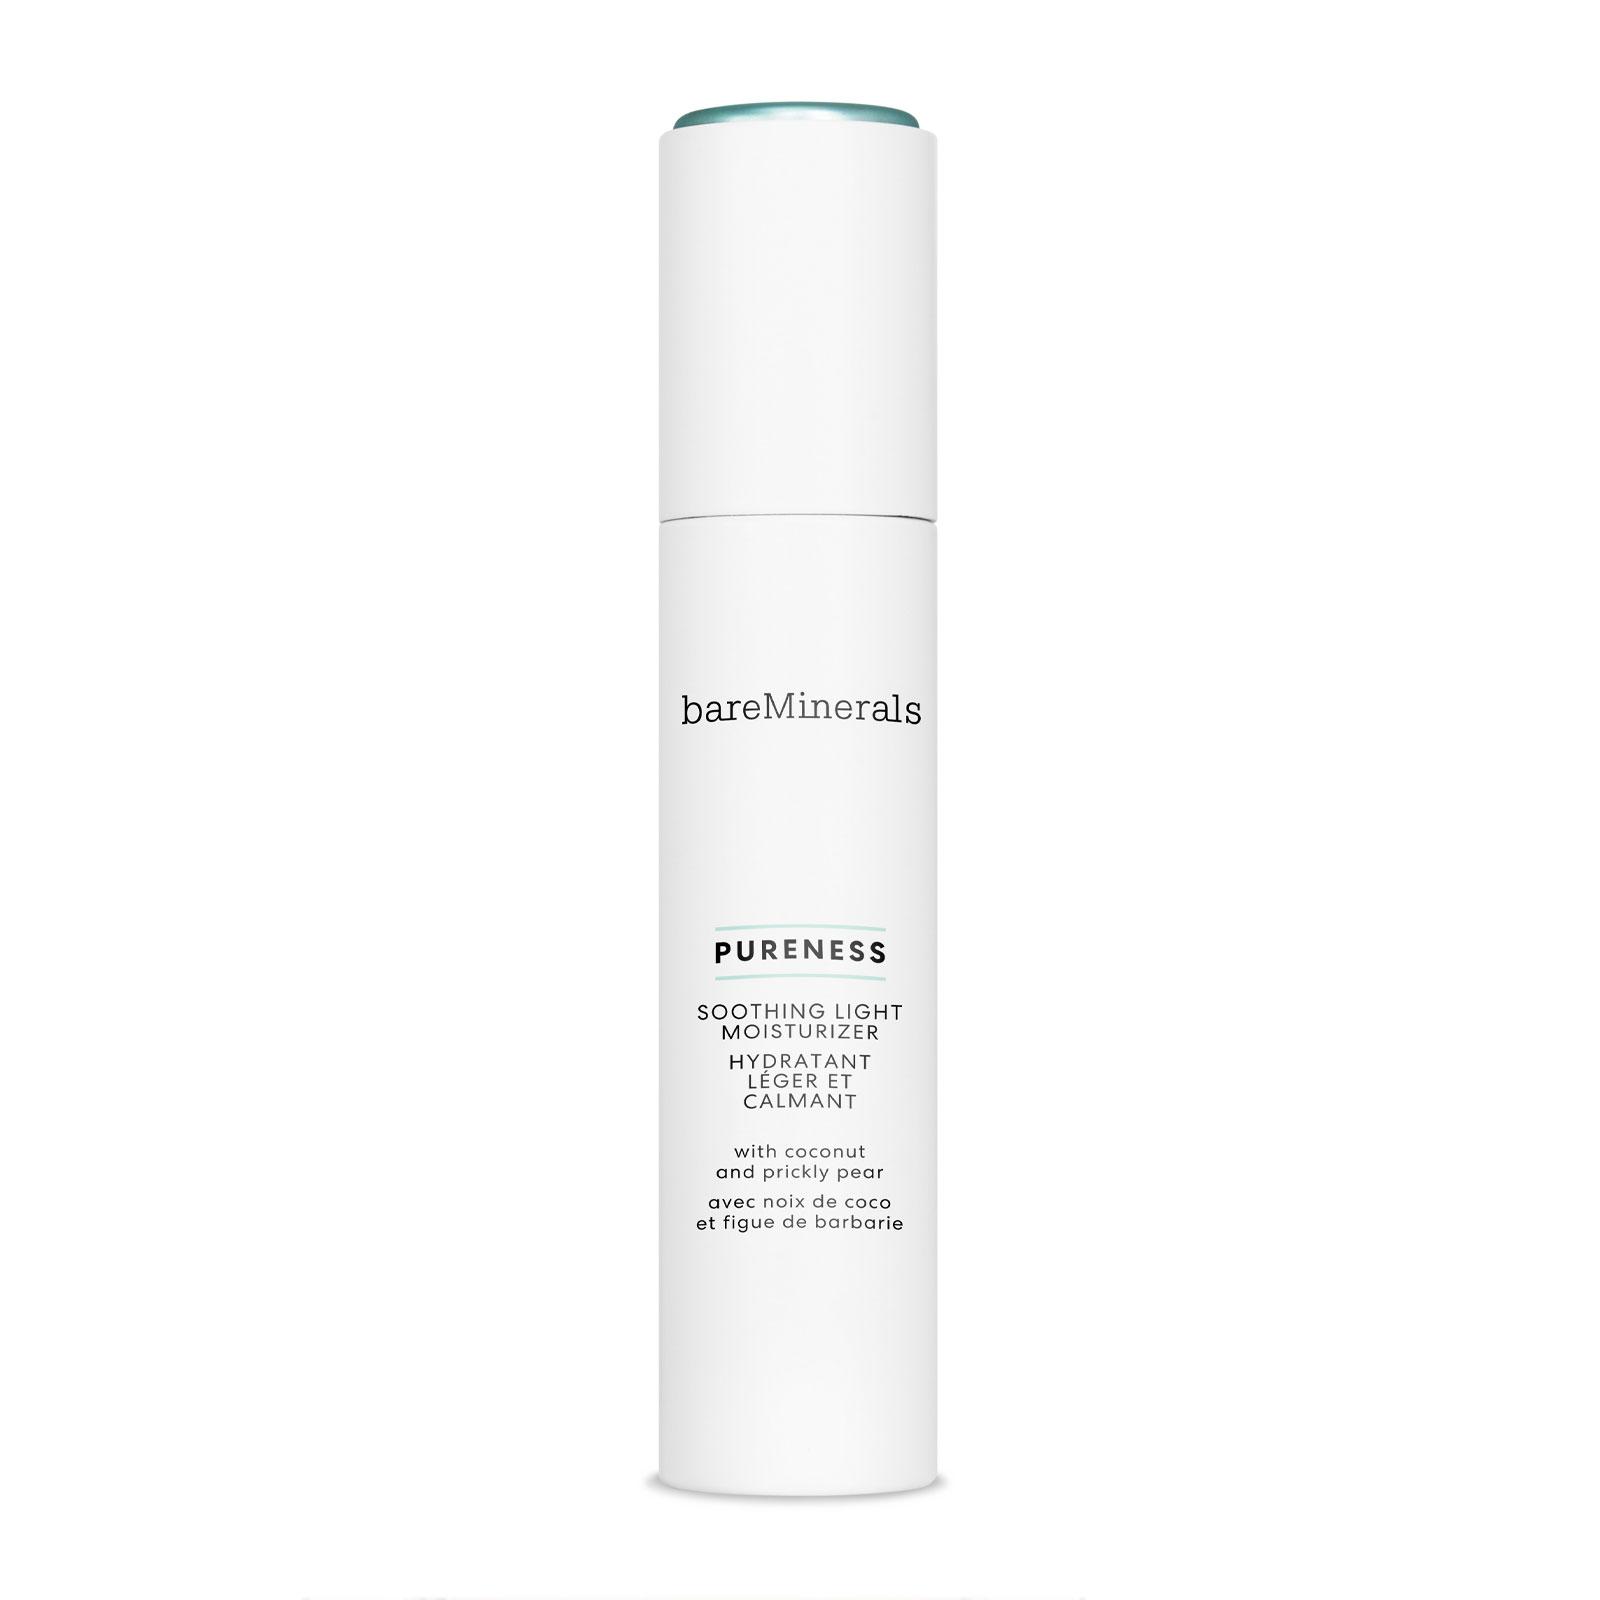 bareMinerals
PURENESS
SOOTHING LIGHT
MOISTURIZER
HYDRATANT
LÉGER ET
CALMANT
with coconut
and prickly pear
avec noix de coco
et figue de barbarie